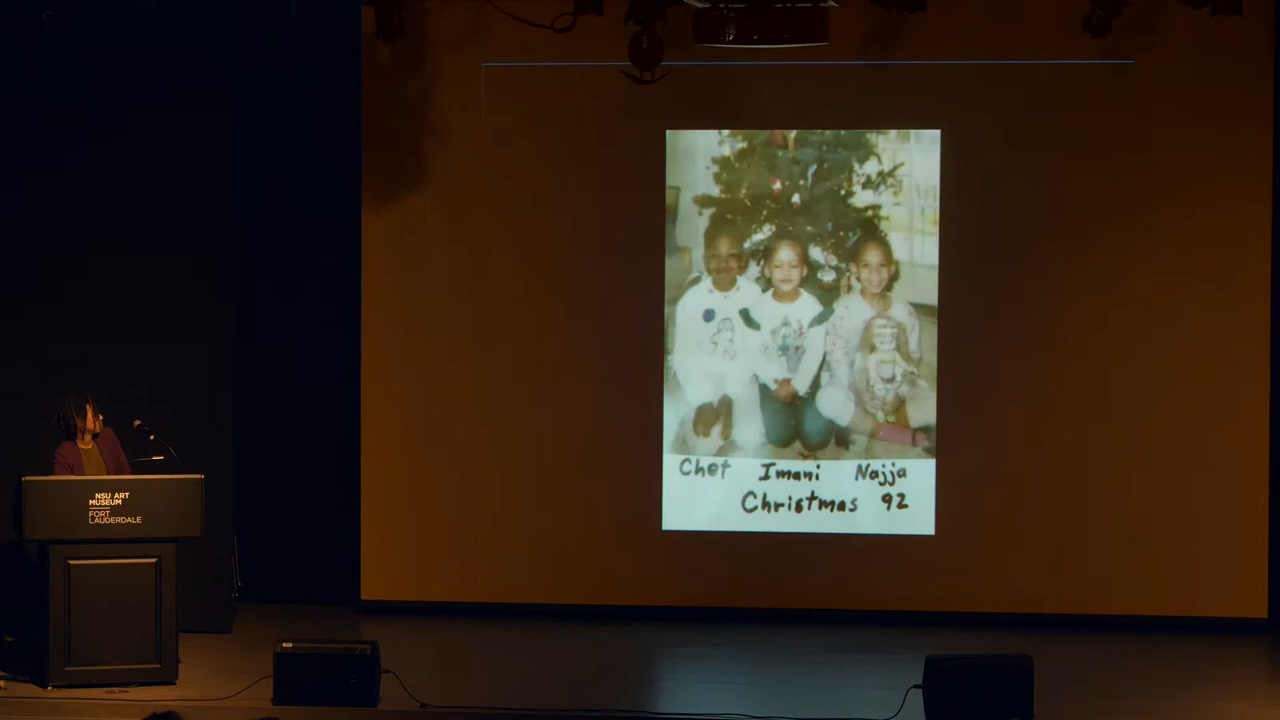 Chet Imani Najja
Christmas 92
NSU ART
MUSEUM
FORT
LAUDERDALE